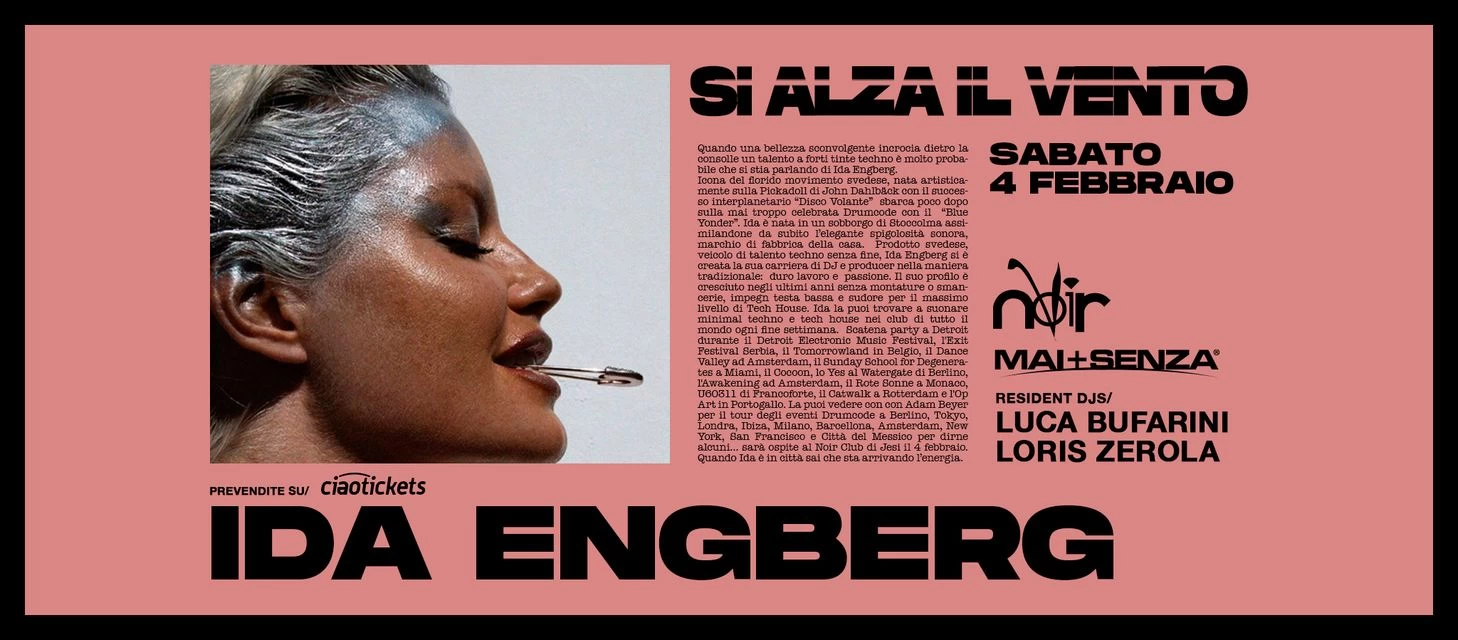 SI ALZA IL VENTO
Quando una bellezza sconvolgente incrocia dietro la
consolle un talento a forti tinte techno è molto proba-
bile che si stia parlando di Ida Engberg.
Icona del florido movimento svedese, nata artistica-
mente sulla Pickadoll di John Dahlbäck con il succes-
so interplanetario “Disco Volante” sbarca poco dopo
sulla mai troppo celebrata Drumcode con il “Blue
Yonder”. Ida è nata in un sobborgo di Stoccolma assi-
milandone da subito l'elegante spigolosità sonora,
marchio di fabbrica della casa. Prodotto svedese,
veicolo di talento techno senza fine, Ida Engberg si è
creata la sua carriera di DJ e producer nella maniera
tradizionale: duro lavoro e passione. Il suo profilo è
cresciuto negli ultimi anni senza montature o sman-
cerie, impegn testa bassa e sudore per il massimo
livello di Tech House. Ida la puoi trovare a suonare
minimal techno e tech house nei club di tutto il
mondo ogni fine settimana. Scatena party a Detroit
durante il Detroit Electronic Music Festival, l'Exit
Festival Serbia, il Tomorrowland in Belgio, il Dance
Valley ad Amsterdam, il Sunday School for Degenera-
tes a Miami, il Cocoon, lo Yes al Watergate di Berlino,
l'Awakening ad Amsterdam, il Rote Sonne a Monaco,
U60311 di Francoforte, il Catwalk a Rotterdam e l'Op
Art in Portogallo. La puoi vedere con con Adam Beyer
per il tour degli eventi Drumcode a Berlino, Tokyo,
Londra, Ibiza, Milano, Barcellona, Amsterdam, New
York, San Francisco e Città del Messico per dirne
alcuni... sarà ospite al Noir Club di Jesi il 4 febbraio.
Quando Ida è in città sai che sta arrivando l'energia.
SABATO
4 FEBBRAIO
noir
MAI+SENZA®
RESIDENT DJS/
LUCA BUFARINI
LORIS ZEROLA
PREVENDITE SU/ ciaotickets
IDA ENGBERG